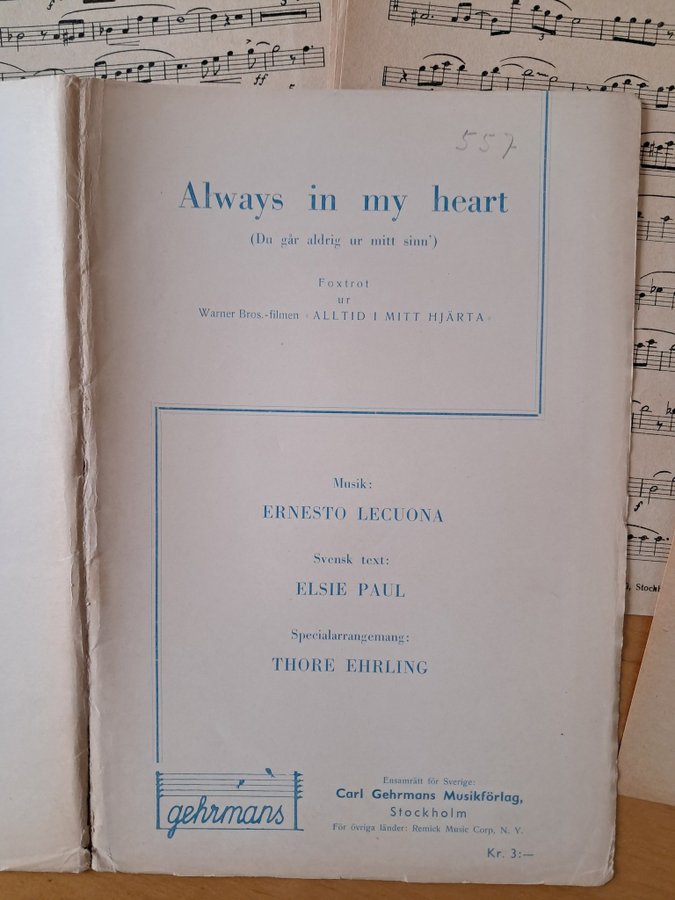 ff
3
557
Always in my heart
(Du går aldrig ur mitt sinn')
Foxtrot
ur
Warner Bros.-filmen »ALLTID I MITT HJÄRTA»
Musik:
ERNESTO LECUONA
Svensk text:
ELSIE PAUL
Specialarrangemang:
THORE EHRLING
gehrmans
Ensamrätt för Sverige:
Carl Gehrmans Musikförlag,
Stockholm
För övriga länder: Remick Music Corp. N. Y.
Kr. 3:—